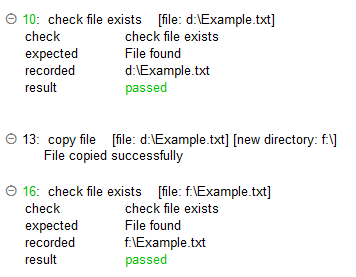 10: check file exists [file: d:\Example.txt]
check check file exists
expected File found
recorded d:\Example.txt
result passed
13: copy file [file: d:\Example.txt] [new directory: f:\]
File copied successfully
16: check file exists [file: f:\Example.txt]
check check file exists
expected File found
recorded f:\Example.txt
result passed